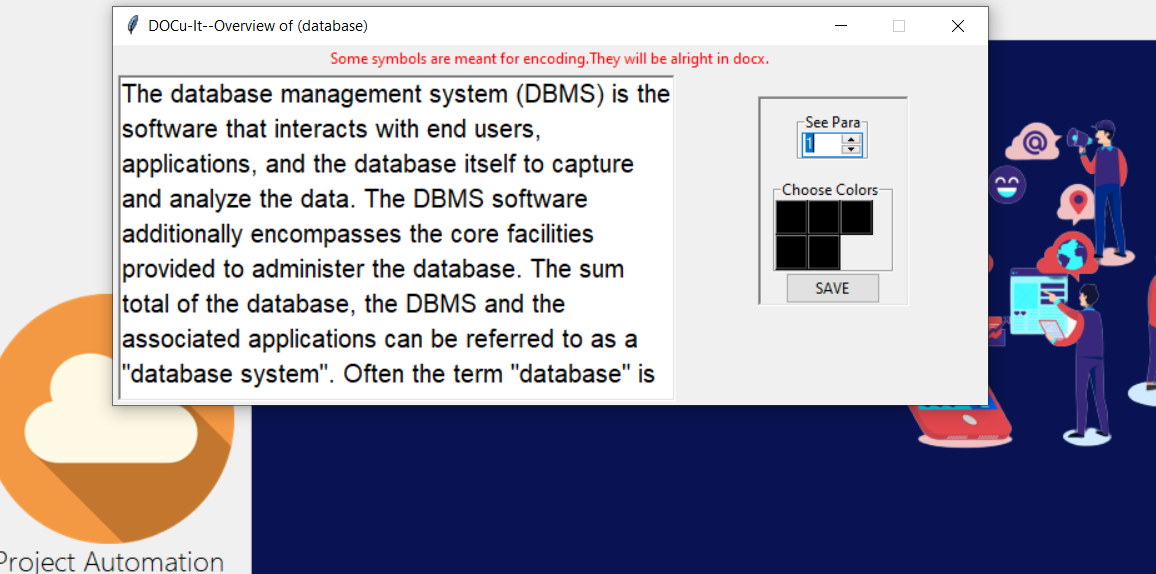 DOCu-It--Overview of (database)
Some symbols are meant for encoding.They will be alright in docx.
The database management system (DBMS) is the
software that interacts with end users,
applications, and the database itself to capture
and analyze the data. The DBMS software
additionally encompasses the core facilities
provided to administer the database. The sum
total of the database, the DBMS and the
associated applications can be referred to as a
"database system". Often the term "database" is
See Para
1
Choose Colors
SAVE
Project Automation